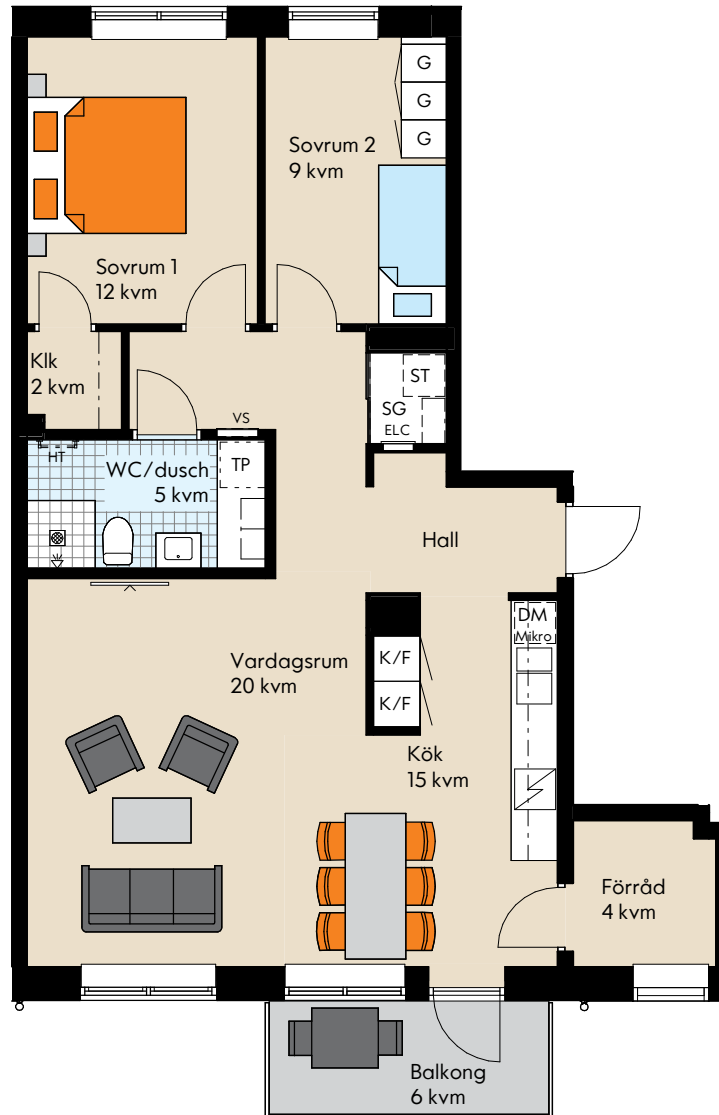 G
G
G
Sovrum 2
9 kvm
Sovrum 1
12 kvm
Klk
2 kvm
ST
SG
ELC
VS
HT
WC/dusch
5 kvm
TP
Hall
DM
Mikro
Vardagsrum
20 kvm
K/F
K/F
Kök
15 kvm
Förråd
4 kvm
Balkong
6 kvm